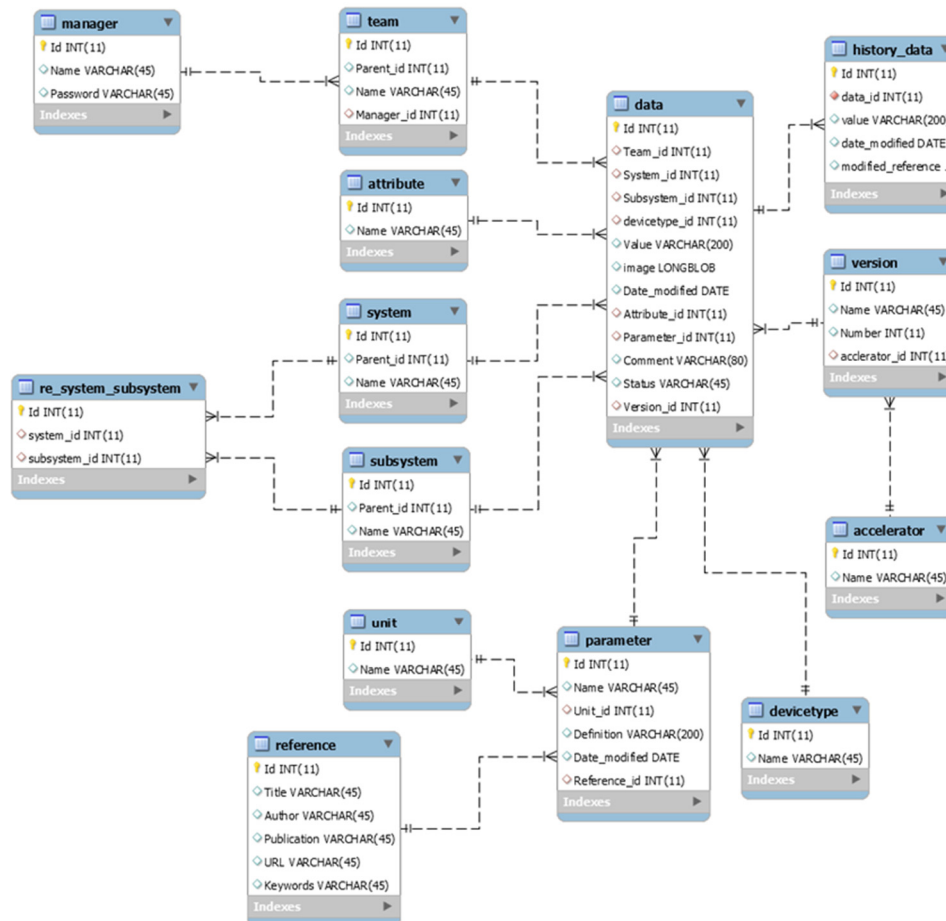 manager
Id INT(11)
Name VARCHAR(45)
Password VARCHAR(45)
Indexes
team
Id INT(11)
Parent_id INT(11)
Name VARCHAR(45)
Manager_id INT(11)
Indexes
attribute
Id INT(11)
Name VARCHAR(45)
Indexes
system
Id INT(11)
Parent_id INT(11)
Name VARCHAR(45)
Indexes
re_system_subsystem
Id INT(11)
system_id INT(11)
subsystem_id INT(11)
Indexes
subsystem
Id INT(11)
Parent_id INT(11)
Name VARCHAR(45)
Indexes
unit
Id INT(11)
Name VARCHAR(45)
Indexes
reference
Id INT(11)
Title VARCHAR(45)
Author VARCHAR(45)
Publication VARCHAR(45)
URL VARCHAR(45)
Keywords VARCHAR(45)
Indexes
data
Id INT(11)
Team_id INT(11)
System_id INT(11)
Subsystem_id INT(11)
devicetype_id INT(11)
Value VARCHAR(200)
image LONGBLOB
Date_modified DATE
Attribute_id INT(11)
Parameter_id INT(11)
Comment VARCHAR(80)
Status VARCHAR(45)
Version_id INT(11)
Indexes
parameter
Id INT(11)
Name VARCHAR(45)
Unit_id INT(11)
Definition VARCHAR(200)
Date_modified DATE
Reference_id INT(11)
Indexes
history_data
Id INT(11)
data_id INT(11)
value VARCHAR(200
date_modified DATE
modified_reference .
Indexes
version
Id INT(11)
Name VARCHAR(45)
Number INT(11)
acclerator_id INT(11
Indexes
accelerator
Id INT(11)
Name VARCHAR(45)
Indexes
devicetype
Id INT(11)
Name VARCHAR(45)
Indexes